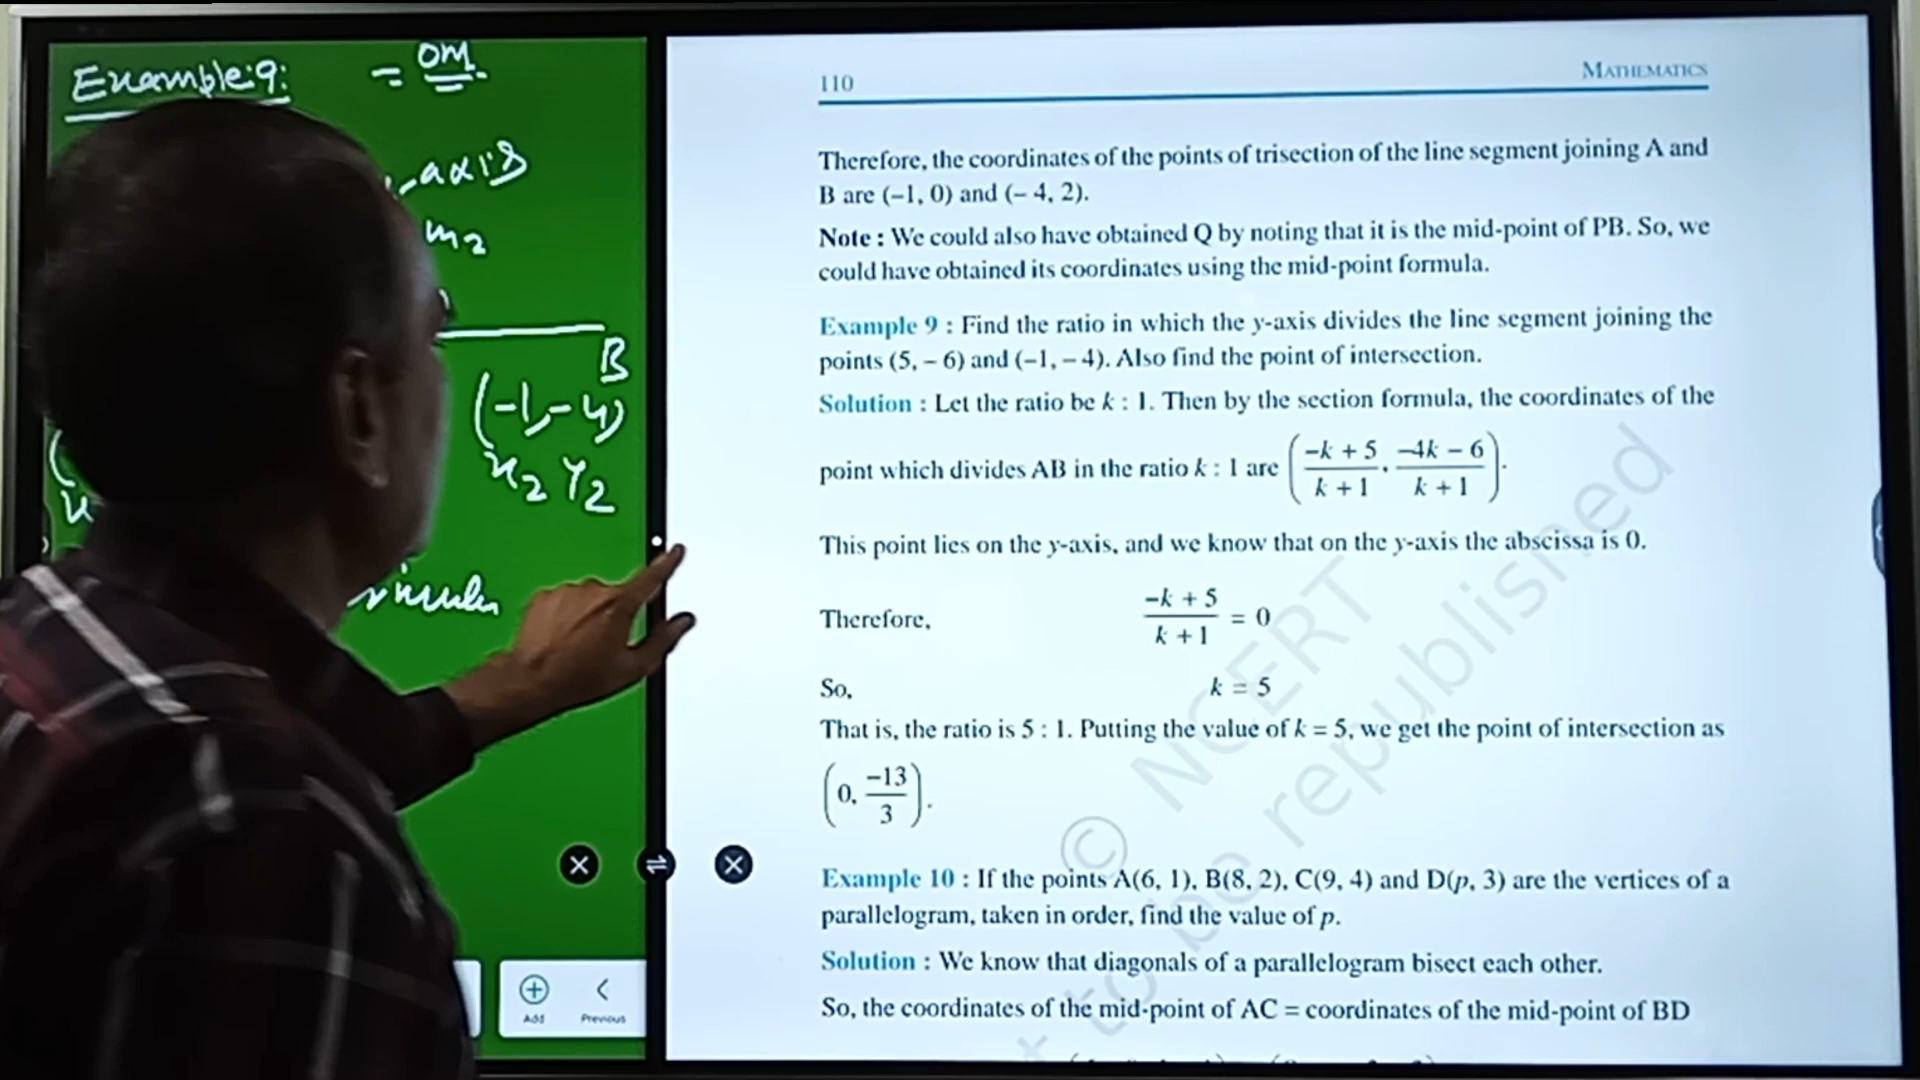 Example:9:
= OM.
-axis
m2
B
(-1,-4)
x2 Y2
Add
Previous
110
MATHEMATICS
Therefore, the coordinates of the points of trisection of the line segment joining A and
B are (–1, 0) and (– 4, 2).
Note : We could also have obtained Q by noting that it is the mid-point of PB. So, we
could have obtained its coordinates using the mid-point formula.
Example 9 : Find the ratio in which the y-axis divides the line segment joining the
points (5, – 6) and (–1, – 4). Also find the point of intersection.
Solution : Let the ratio be k : 1. Then by the section formula, the coordinates of the
point which divides AB in the ratio k : 1 are (−k + 5 / k + 1, −4k − 6 / k + 1).
This point lies on the y-axis, and we know that on the y-axis the abscissa is 0.
Therefore, −k + 5 / k + 1 = 0
So, k = 5
That is, the ratio is 5 : 1. Putting the value of k = 5, we get the point of intersection as
(0, −13 / 3).
Example 10 : If the points A(6, 1), B(8, 2), C(9, 4) and D(p, 3) are the vertices of a
parallelogram, taken in order, find the value of p.
Solution : We know that diagonals of a parallelogram bisect each other.
So, the coordinates of the mid-point of AC = coordinates of the mid-point of BD
© NCERT
to be republished